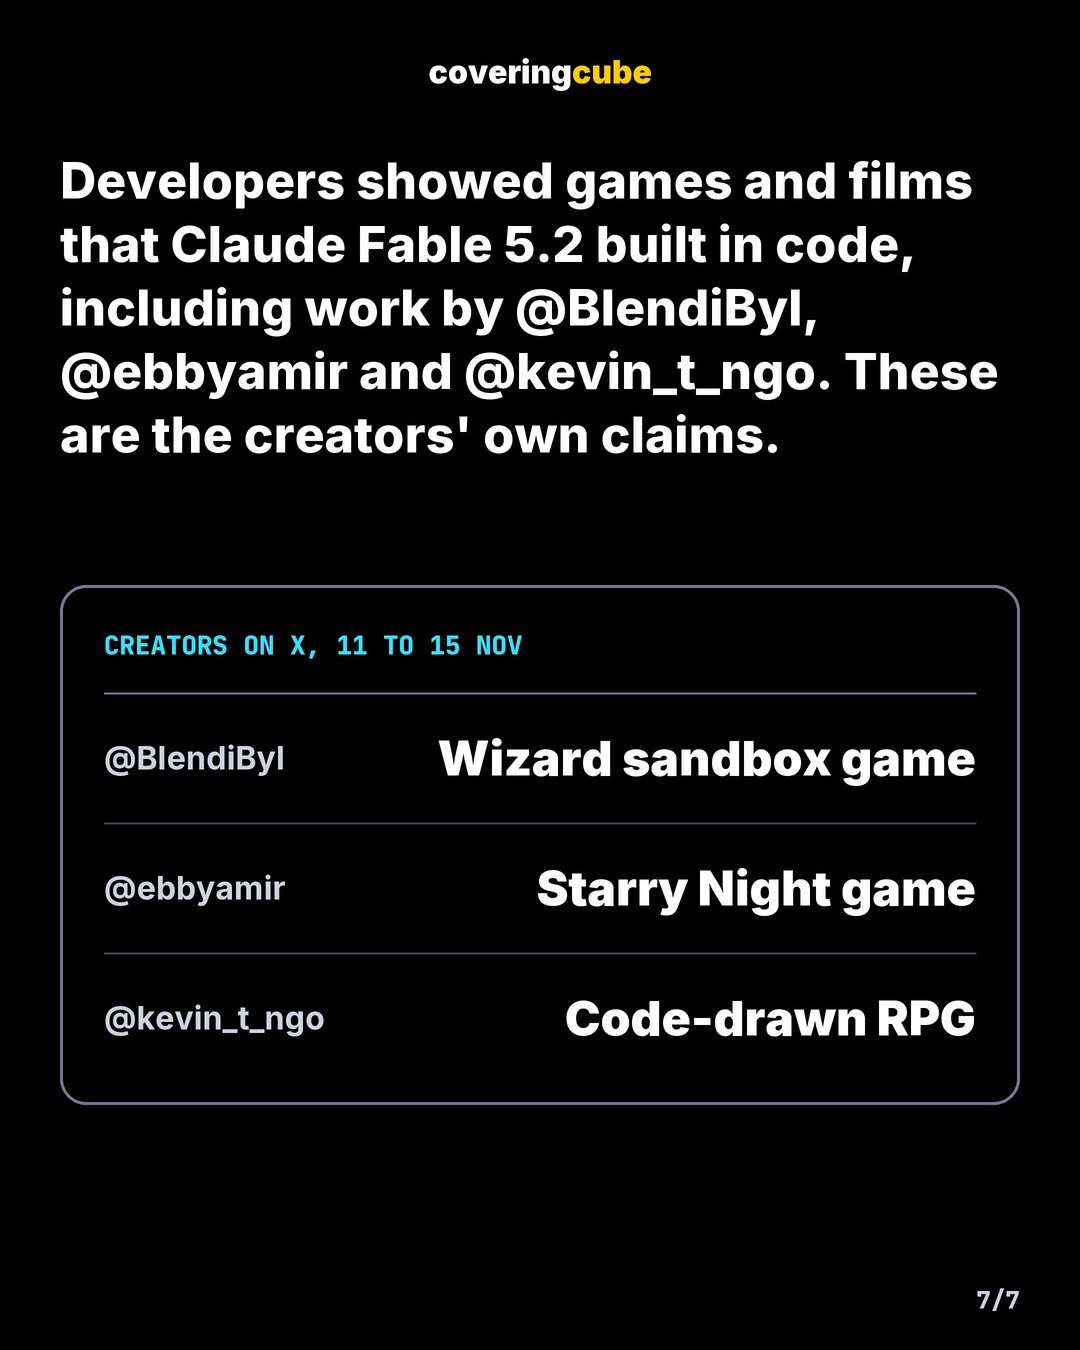 coveringcube
Developers showed games and films
that Claude Fable 5.2 built in code,
including work by @BlendiByl,
@ebbyamir and @kevin_t_ngo. These
are the creators' own claims.
CREATORS ON X, 11 TO 15 NOV
@BlendiByl Wizard sandbox game
@ebbyamir Starry Night game
@kevin_t_ngo Code-drawn RPG
7/7